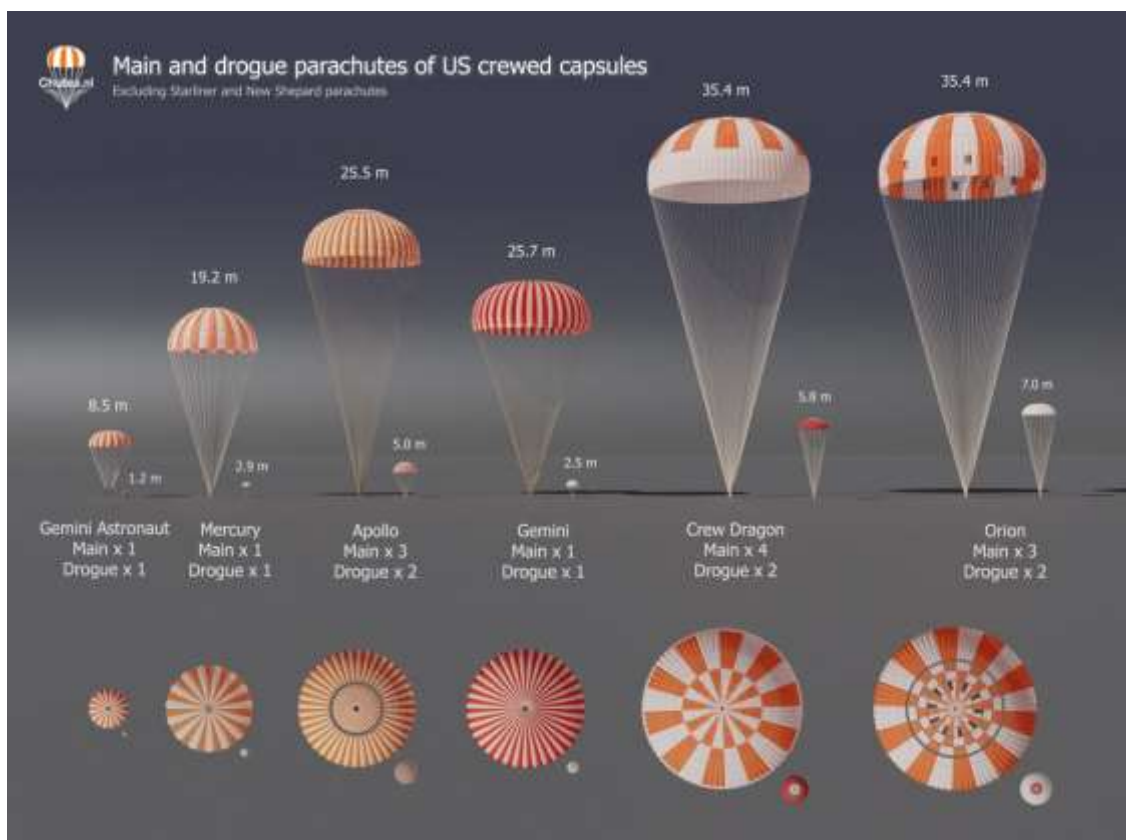 Chutes.nl
Main and drogue parachutes of US crewed capsules
Excluding Starliner and New Shepard parachutes
35.4 m
35.4 m
25.5 m
25.7 m
19.2 m
8.5 m
1.2 m
2.9 m
5.0 m
2.5 m
5.8 m
7.0 m
Gemini Astronaut
Main x 1
Drogue x 1
Mercury
Main x 1
Drogue x 1
Apollo
Main x 3
Drogue x 2
Gemini
Main x 1
Drogue x 1
Crew Dragon
Main x 4
Drogue x 2
Orion
Main x 3
Drogue x 2